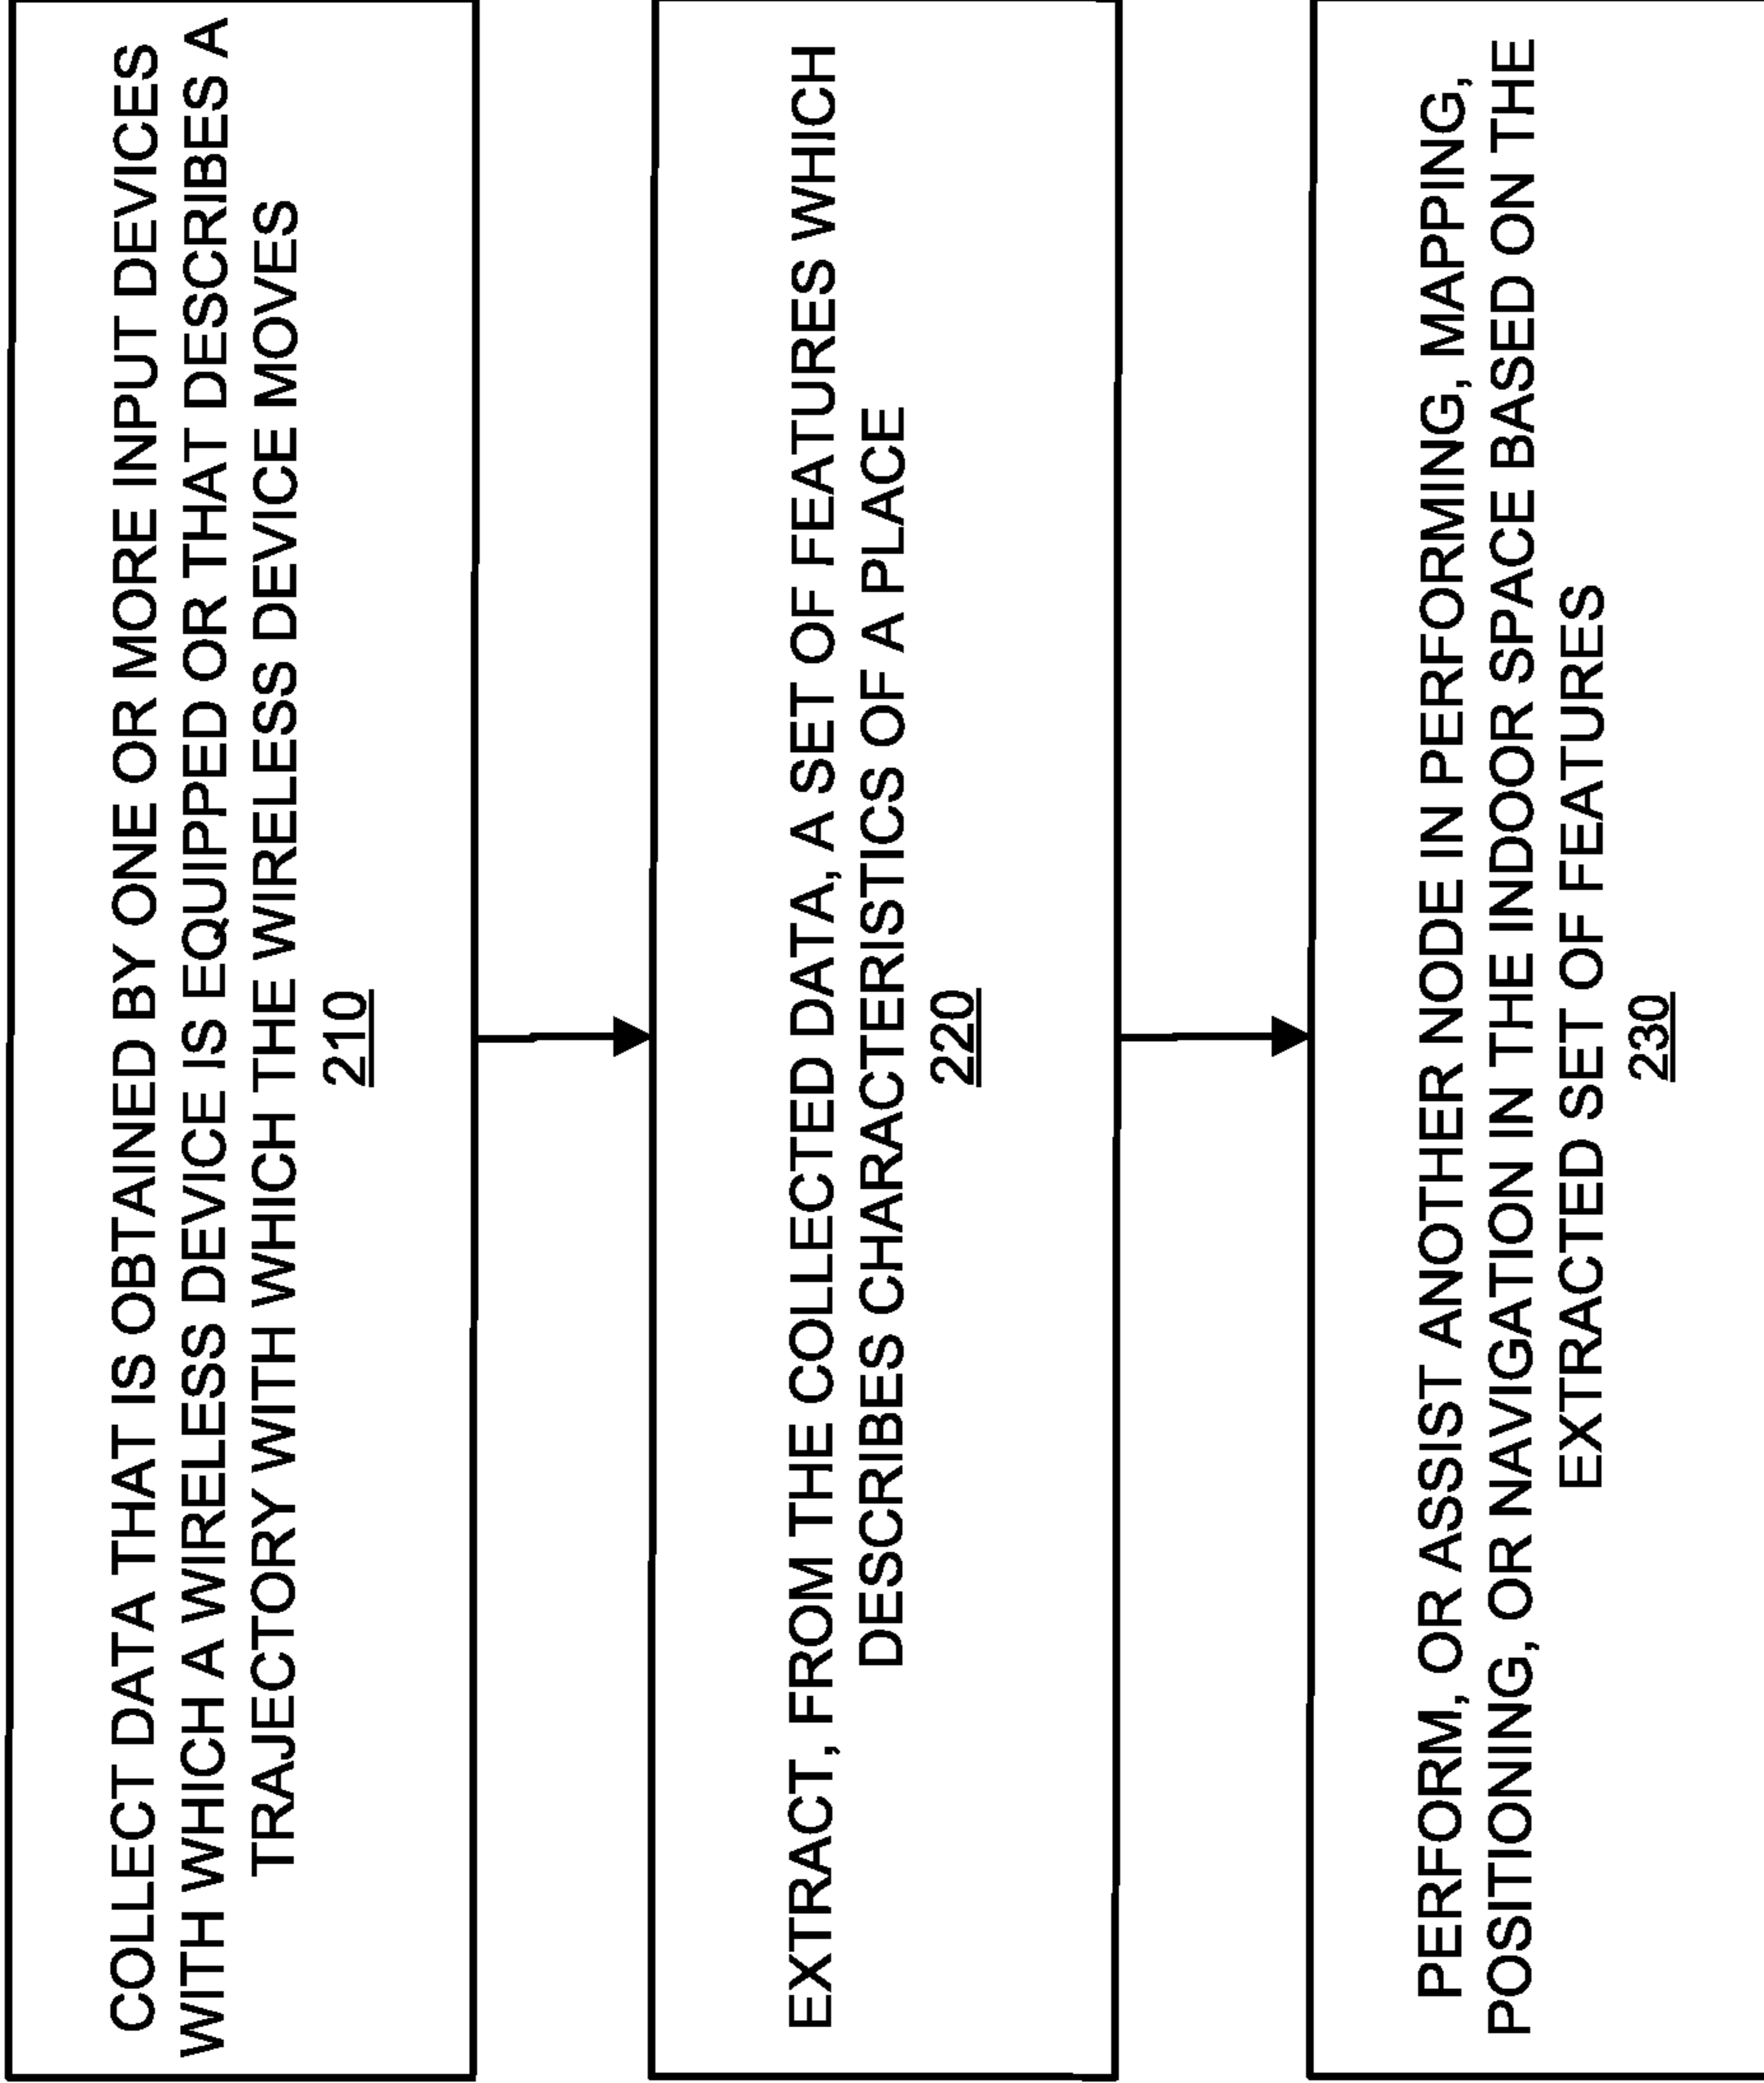 COLLECT DATA THAT IS OBTAINED BY ONE OR MORE INPUT DEVICES
WITH WHICH A WIRELESS DEVICE IS EQUIPPED OR THAT DESCRIBES A
TRAJECTORY WITH WHICH THE WIRELESS DEVICE MOVES
210
EXTRACT, FROM THE COLLECTED DATA, A SET OF FEATURES WHICH
DESCRIBES CHARACTERISTICS OF A PLACE
220
PERFORM, OR ASSIST ANOTHER NODE IN PERFORMING, MAPPING,
POSITIONING, OR NAVIGATION IN THE INDOOR SPACE BASED ON THE
EXTRACTED SET OF FEATURES
230